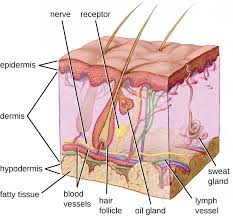 nerve receptor
epidermis
dermis
hypodermis
fatty tissue
blood
vessels
hair
follicle
oil gland
lymph
vessel
sweat
gland